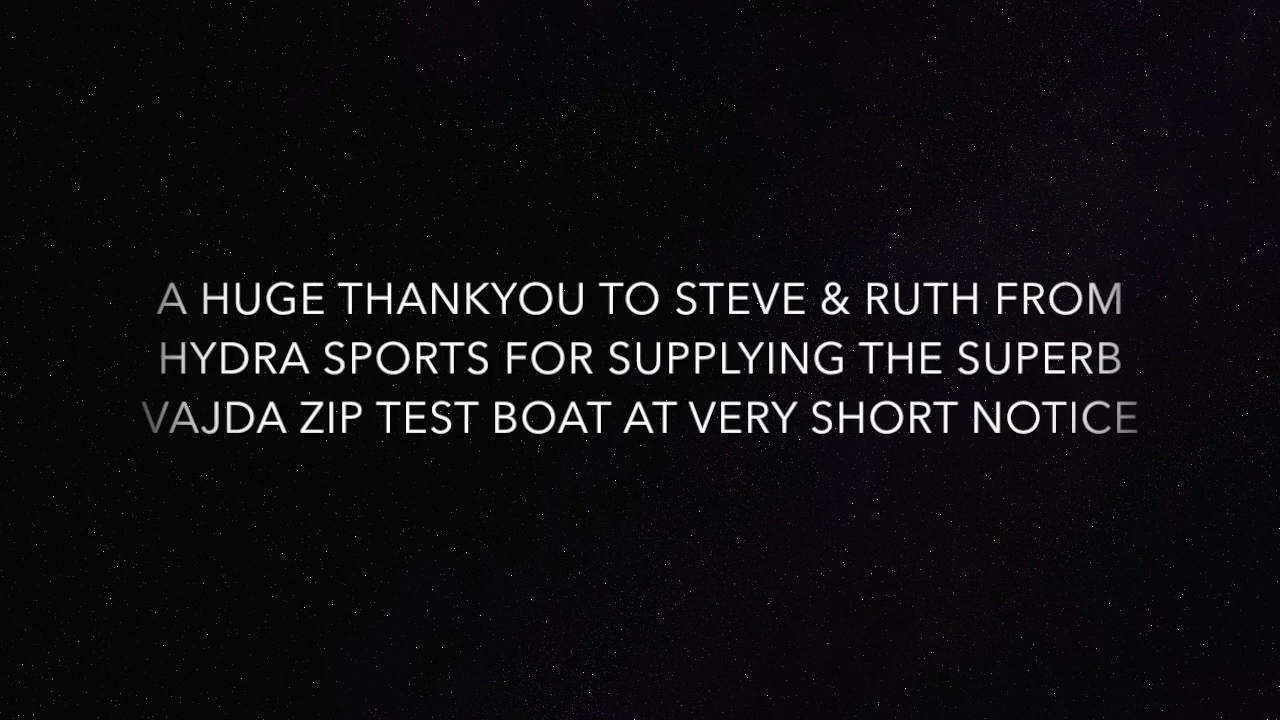 A HUGE THANKYOU TO STEVE & RUTH FROM
HYDRA SPORTS FOR SUPPLYING THE SUPERB
VAJDA ZIP TEST BOAT AT VERY SHORT NOTICE